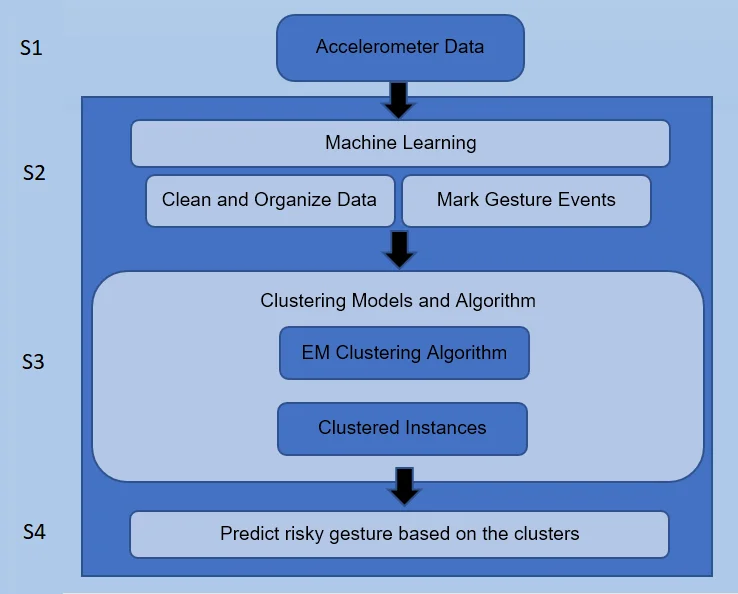 S1
Accelerometer Data
S2
Machine Learning
Clean and Organize Data
Mark Gesture Events
S3
Clustering Models and Algorithm
EM Clustering Algorithm
Clustered Instances
S4
Predict risky gesture based on the clusters